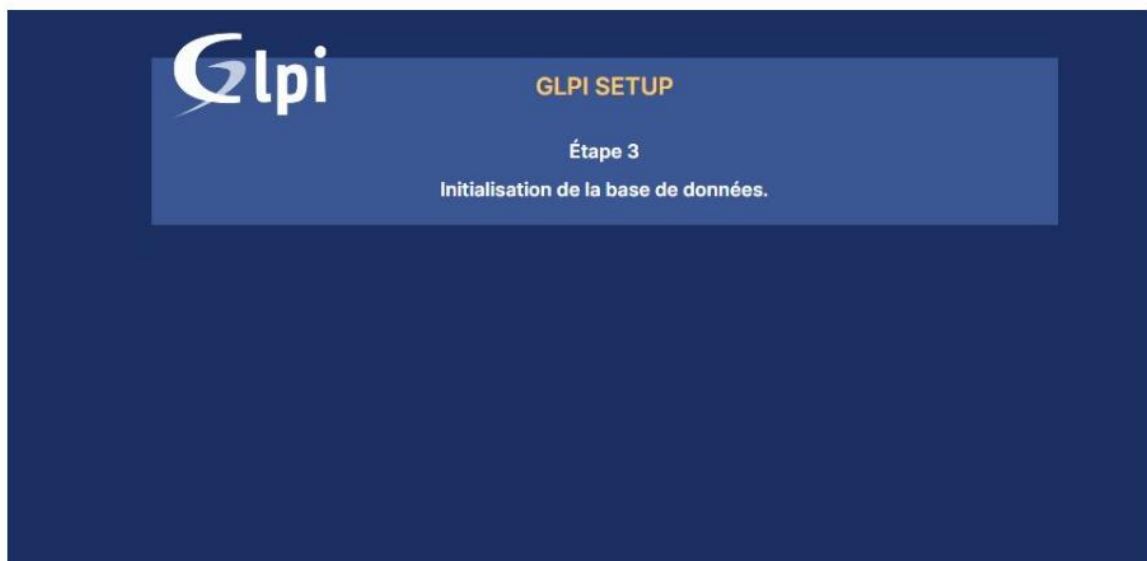 Glpi
GLPI SETUP
Étape 3
Initialisation de la base de données.